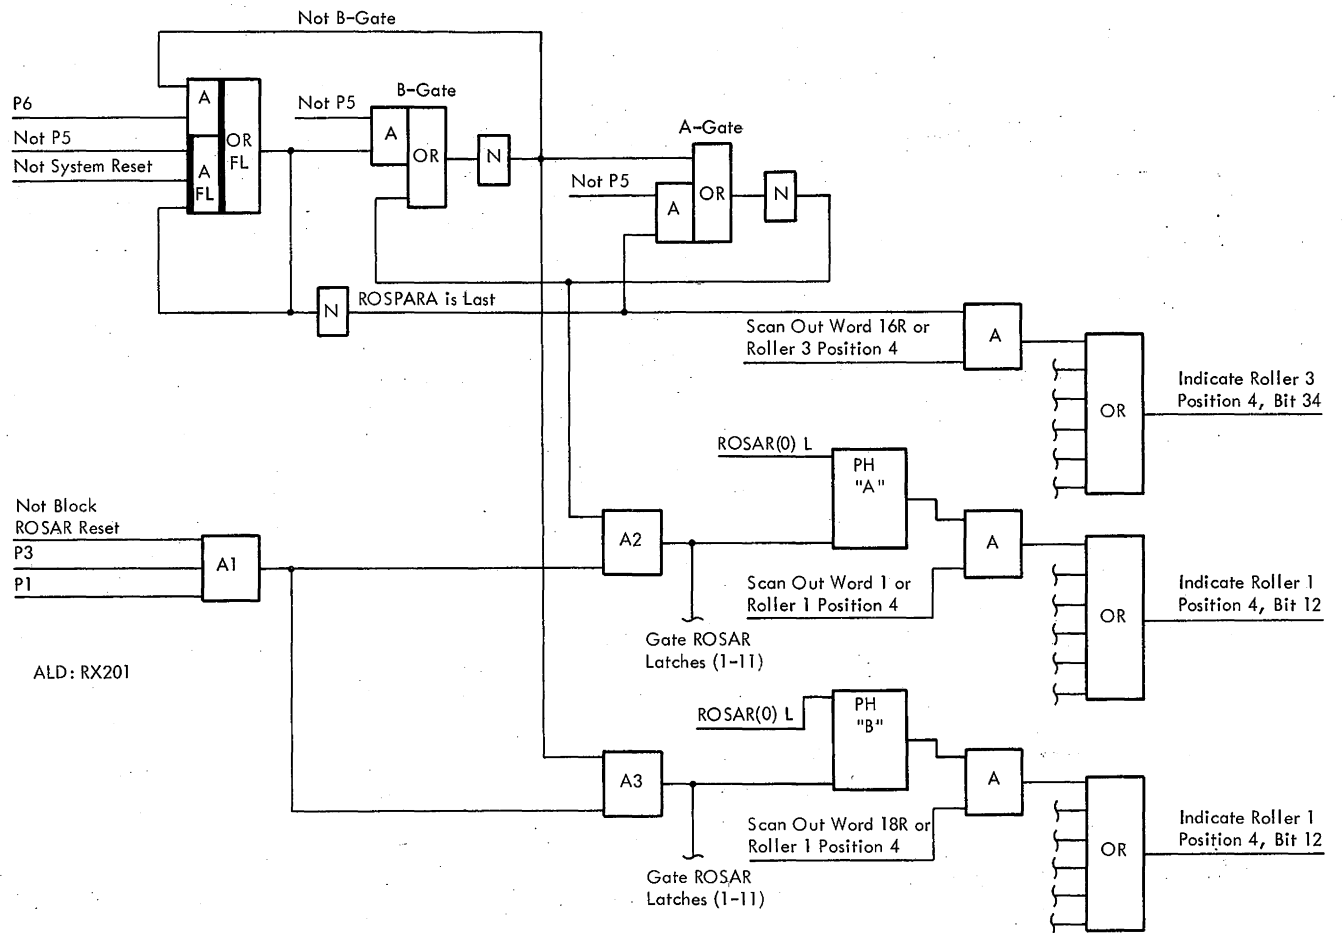 Not B-Gate
P6
Not P5
Not System Reset
A
OR
FL
A
FL
Not P5
B-Gate
A
OR
N
A-Gate
Not P5
A
OR
N
N
ROSPARA is Last
Scan Out Word 16R or
Roller 3 Position 4
A
OR
Indicate Roller 3
Position 4, Bit 34
ROSAR(0) L
PH
"A"
Not Block
ROSAR Reset
P3
P1
A1
A2
A
Scan Out Word 1 or
Roller 1 Position 4
OR
Indicate Roller 1
Position 4, Bit 12
Gate ROSAR
Latches (1-11)
ALD: RX201
ROSAR(0) L
PH
"B"
A3
A
Scan Out Word 18R or
Roller 1 Position 4
OR
Indicate Roller 1
Position 4, Bit 12
Gate ROSAR
Latches (1-11)